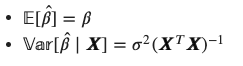 • 𝔼[β̂] = β
• 𝕍ar[β̂ ∣ 𝑿] = σ²(𝑿ᵀ𝑿)⁻¹